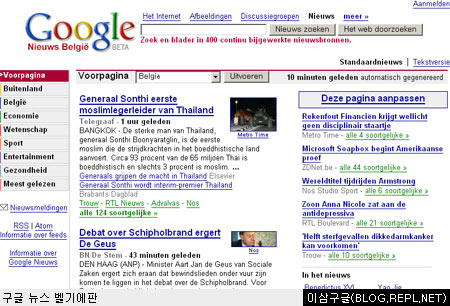 Aanmelden
Het Internet Afbeeldingen Discussiegroepen Nieuws meer »
Google
Nieuws België BETA
Nieuws zoeken Het web doorzoeken
Zoek en blader in 400 continu bijgewerkte nieuwsbronnen.
Standaardnieuws | Tekstversie
Voorpagina België Uitvoeren 10 minuten geleden automatisch gegenereerd
Voorpagina
Buitenland
België
Economie
Wetenschap
Sport
Entertainment
Gezondheid
Meest gelezen
Nieuwsmeldingen
RSS | Atom
Informatie over feeds
Informatie over
Google Nieuws
Generaal Sonthi eerste
moslimlegerleider van Thailand
Telegraaf - 1 uur geleden
BANGKOK - De sterke man van Thailand,
generaal Sonthi Boonyaratglin, is de eerste
moslim die de strijdkrachten in het boeddhistische
land aanvoert. Circa 93 procent van de 65 miljoen Thai is
boeddhistisch en slechts 3 procent is moslim. ...
Generaals grijpen de macht in Thailand Elsevier
Generaal Sonthi wordt interim-premier Thailand
Brabants Dagblad
Trouw - RTL Nieuws - Advalvas - Nos
alle 124 soortgelijke »
Metro Time
Debat over Schipholbrand ergert
De Geus
BN/De Stem - 43 minuten geleden
DEN HAAG (ANP) - Minister Aart Jan de Geus van Sociale
Zaken ergert zich eraan dat bewindslieden onder vuur zijn
komen te liggen in het debat over de Schipholbrand. Dat
Nos
Deze pagina aanpassen
Rekenfout Financiën krijgt wellicht
geen disciplinair staartje
Metro Time - alle 4 soortgelijke »
Microsoft Soapbox begint Amerikaanse
proef
ZDNet.be - alle 44 soortgelijke »
Wereldtitel tijdrijden Armstrong
Nos Studio Sport - alle 6 soortgelijke »
Zoon Anna Nicole zat aan de
antidepressiva
RTL Boulevard - alle 21 soortgelijke »
'Helft sterfgevallen dikkedarmkanker
kan voorkomen'
Trouw - alle 10 soortgelijke »
In het nieuws
Benedictus XVI Yao Jie
구글 뉴스 벨기에판
이삼구글(BLOG.REPL.NET)